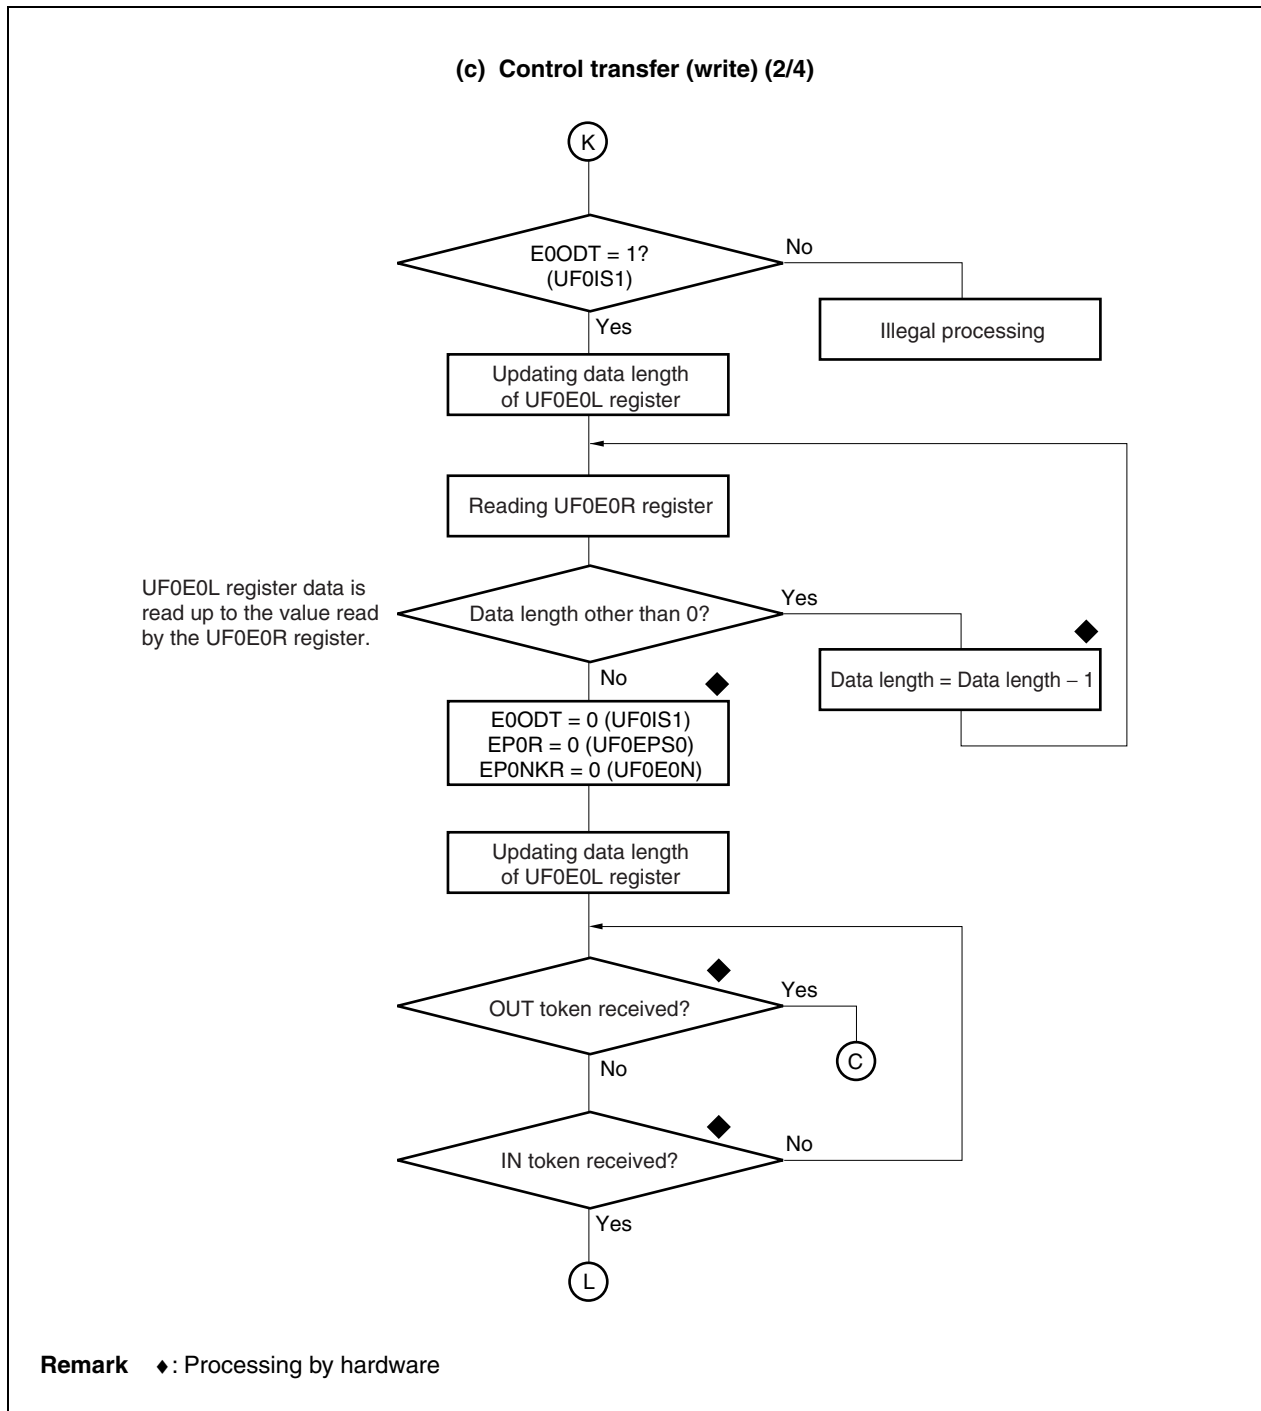 (c) Control transfer (write) (2/4)
K
E0ODT = 1?
(UF0IS1)
No
Illegal processing
Yes
Updating data length
of UF0E0L register
Reading UF0E0R register
UF0E0L register data is
read up to the value read
by the UF0E0R register.
Data length other than 0?
Yes
Data length = Data length − 1
No
E0ODT = 0 (UF0IS1)
EP0R = 0 (UF0EPS0)
EP0NKR = 0 (UF0E0N)
Updating data length
of UF0E0L register
OUT token received?
Yes
C
No
IN token received?
No
Yes
L
Remark ♦: Processing by hardware